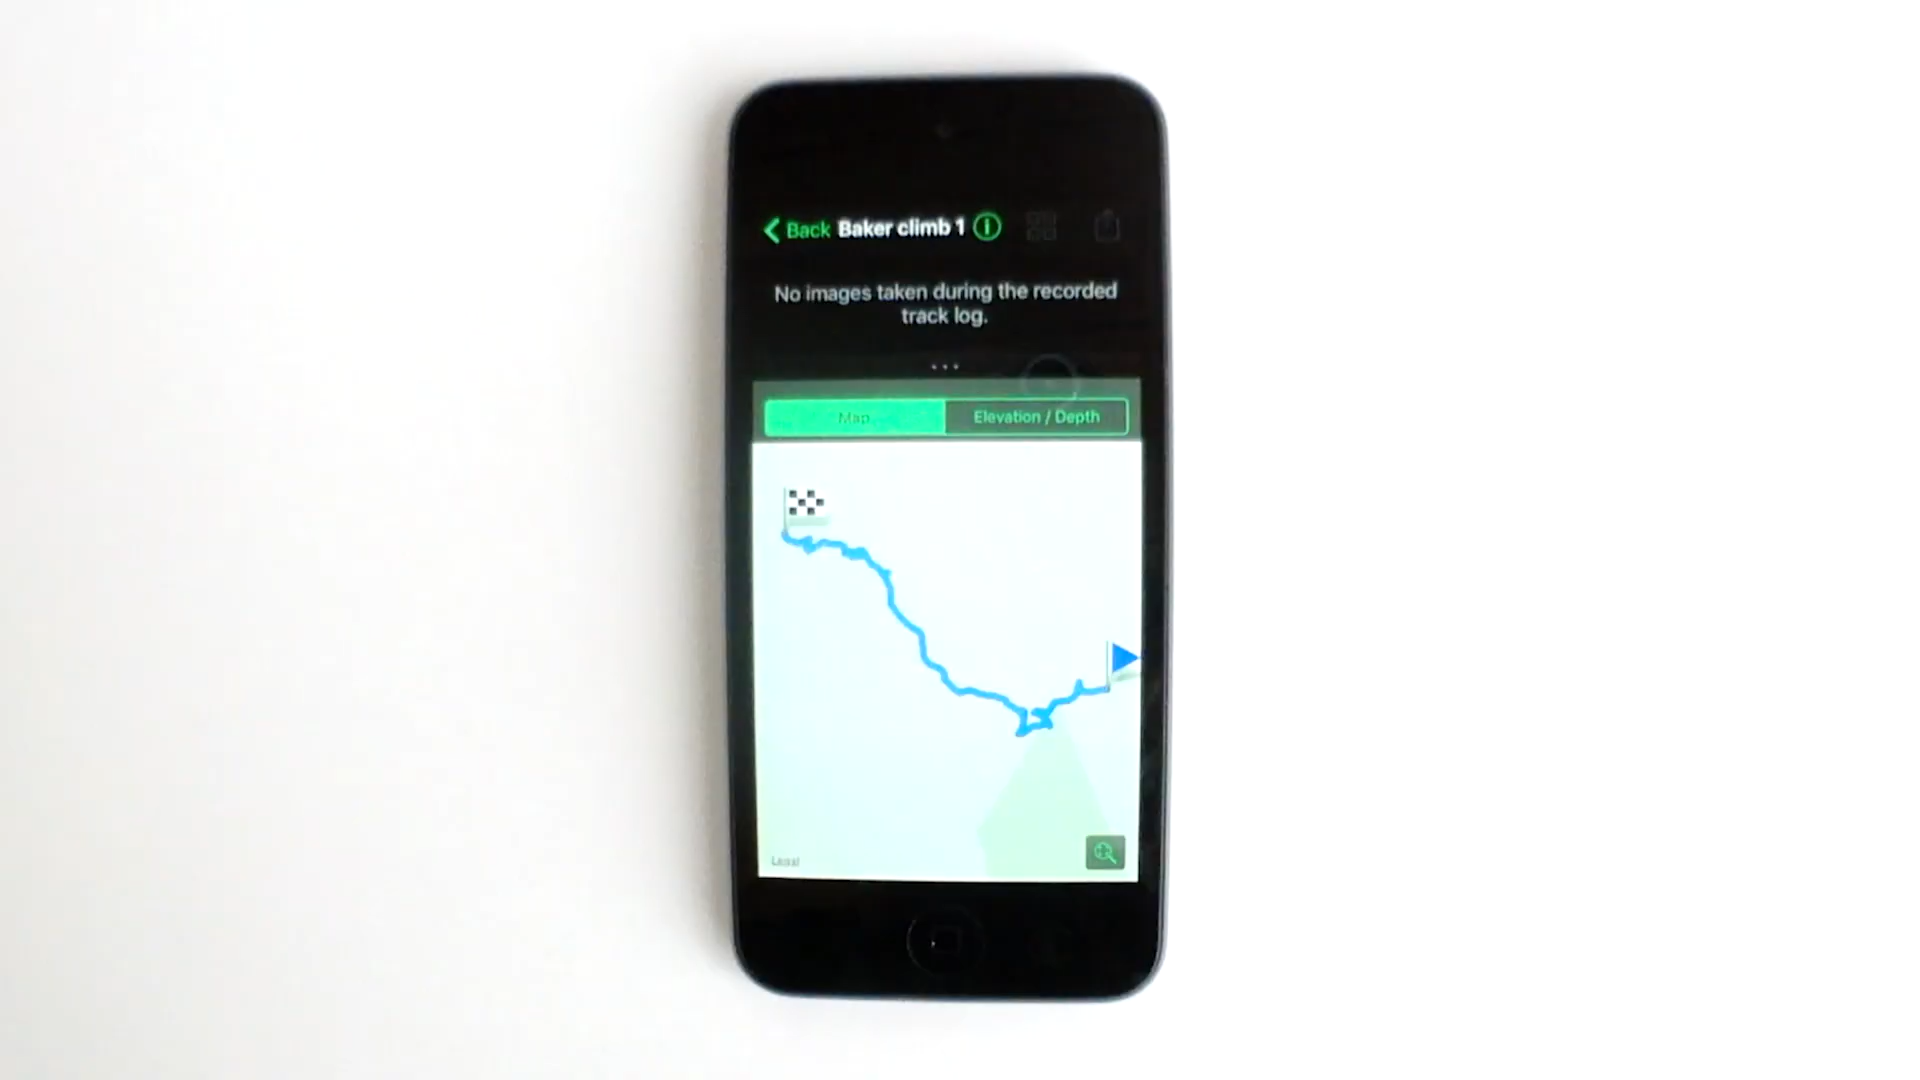 Back Baker climb 1
No images taken during the recorded
track log.
Map Elevation / Depth
Legal